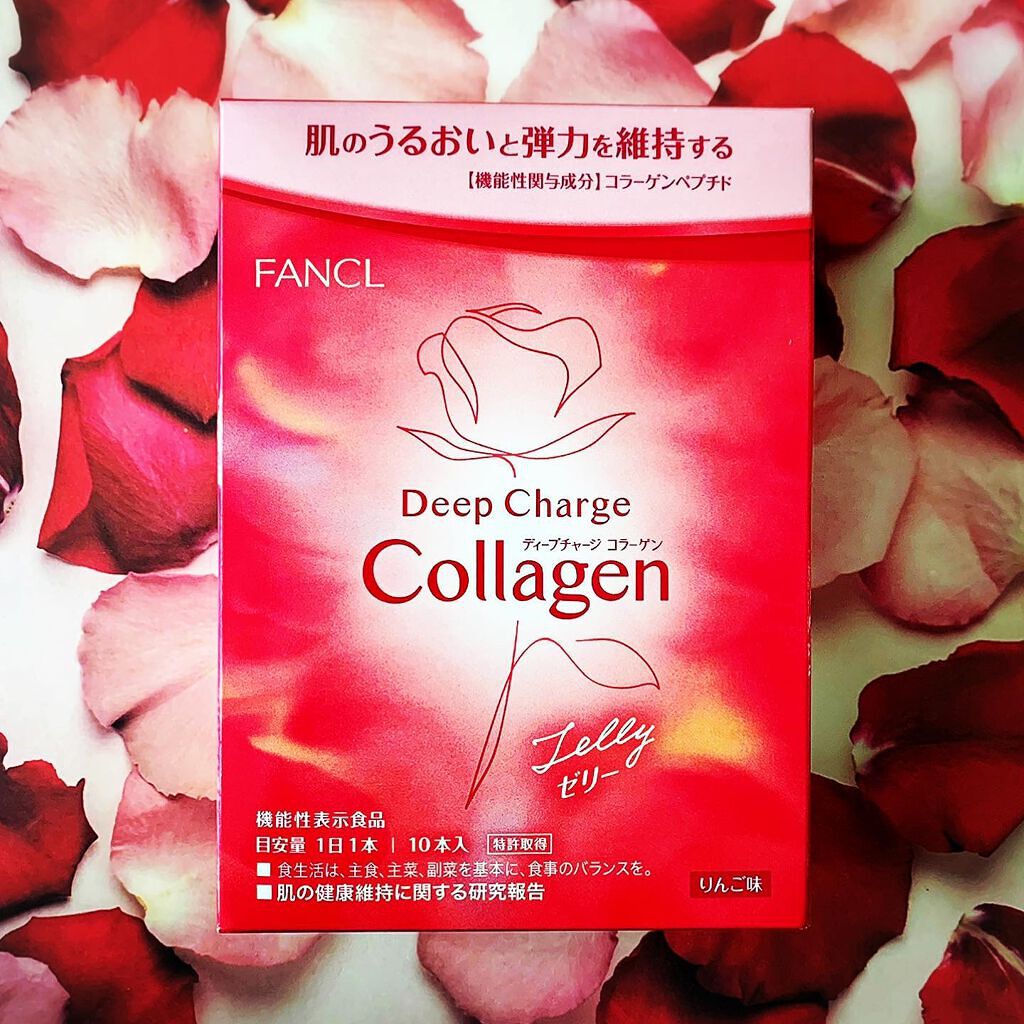 肌のうるおいと弾力を維持する
【機能性関与成分】コラーゲンペプチド
FANCL
Deep Charge
ディープチャージ コラーゲン
Collagen
Jelly
ゼリー
機能性表示食品
目安量 1日1本 | 10本入 特許取得
■ 食生活は、主食、主菜、副菜を基本に、食事のバランスを。
■ 肌の健康維持に関する研究報告
りんご味